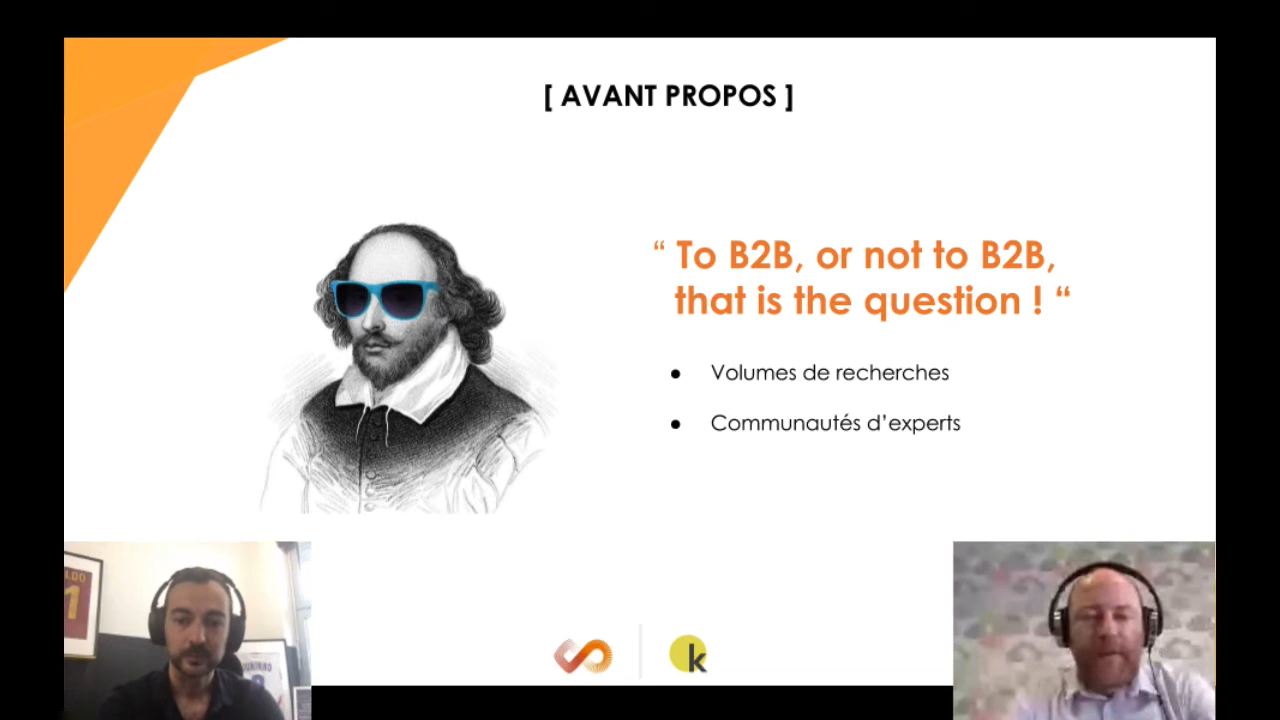 [ AVANT PROPOS ]
“ To B2B, or not to B2B,
that is the question ! “
● Volumes de recherches
● Communautés d’experts
k